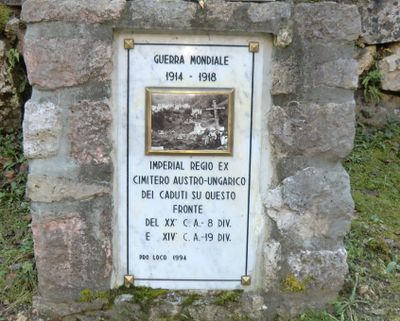 GUERRA MONDIALE
1914 - 1918
IMPERIAL REGIO EX
CIMITERO AUSTRO-UNGARICO
DEI CADUTI SU QUESTO
FRONTE
DEL XX° C. A. - 8 DIV.
E XIV° C. A. - 19 DIV.
PRO LOCO 1994